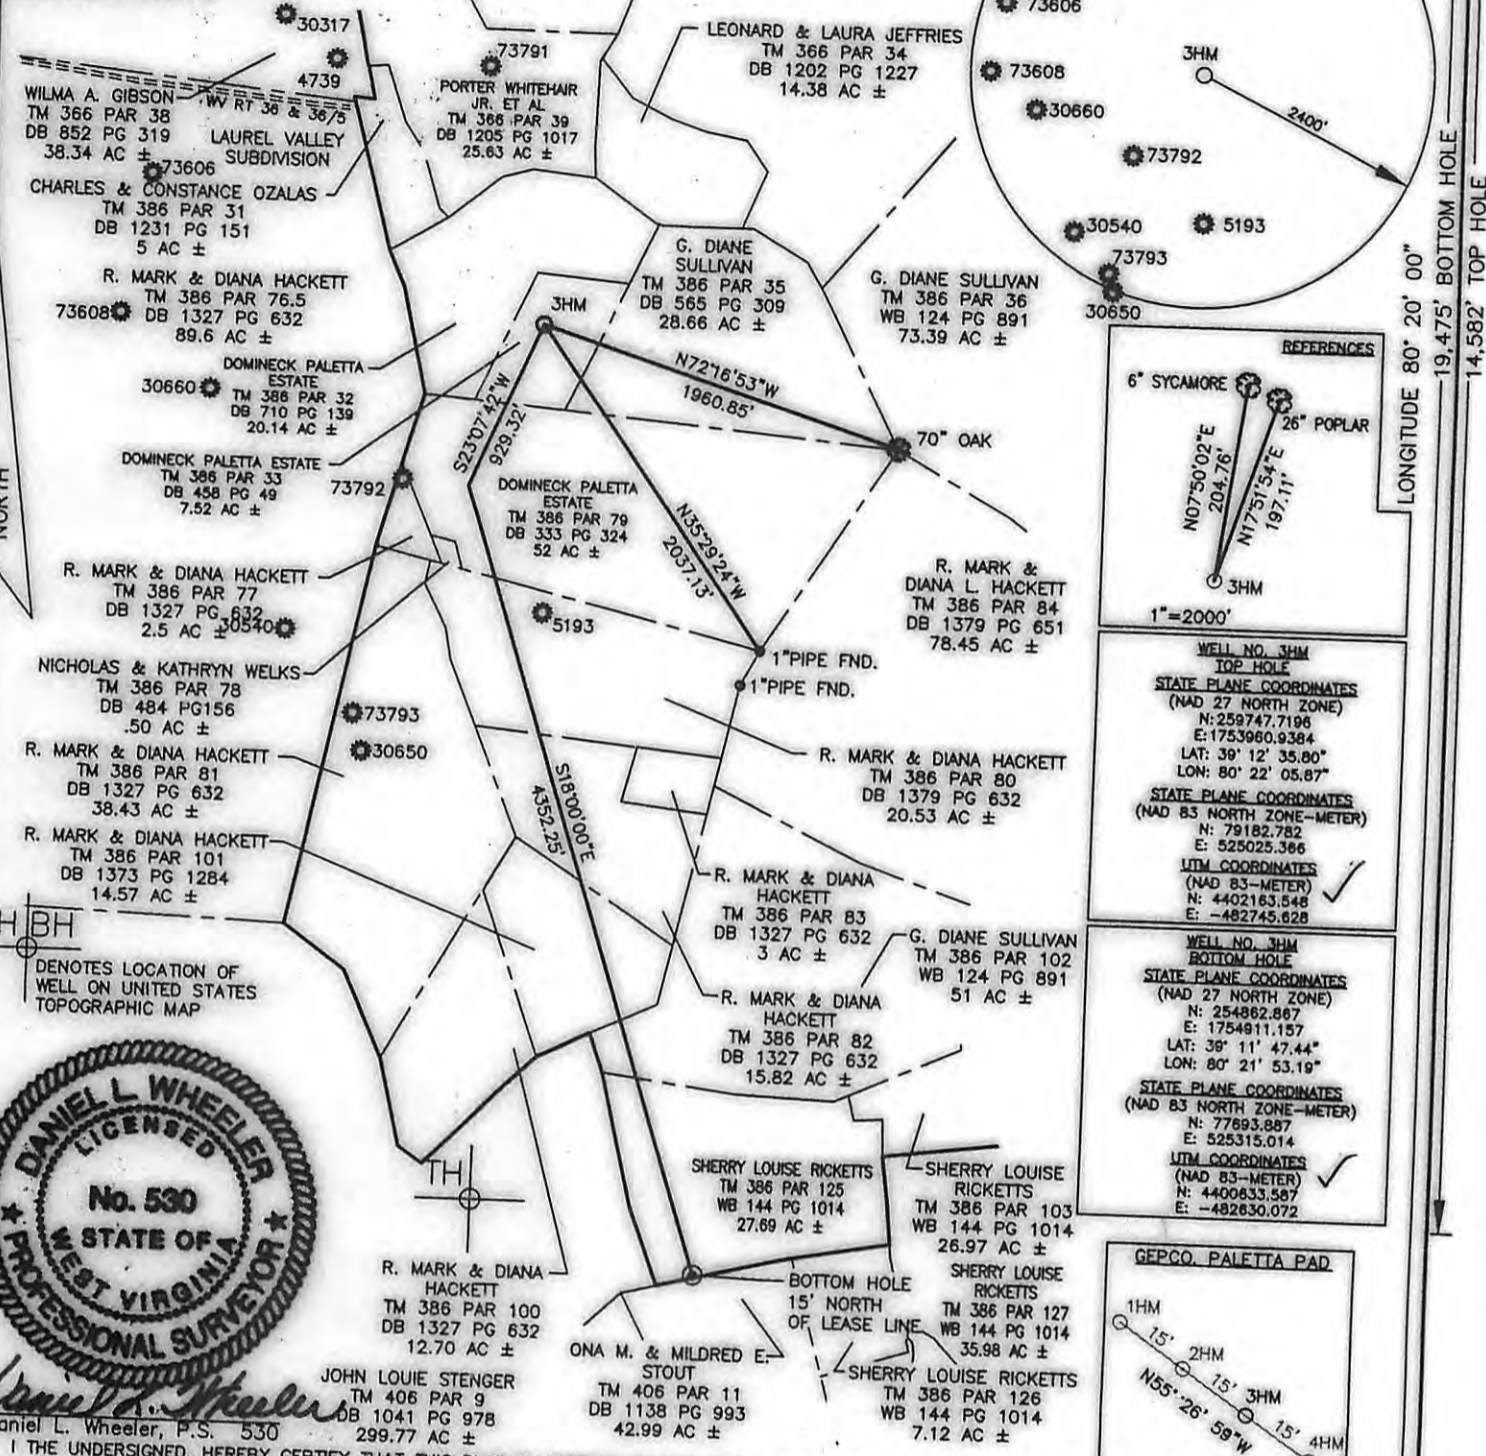 30317
4739
WILMA A. GIBSON
TM 366 PAR 38
DB 852 PG 319
38.34 AC ±
WV RT 36 & 36/5
LAUREL VALLEY
SUBDIVISION
73606
CHARLES & CONSTANCE OZALAS
TM 386 PAR 31
DB 1231 PG 151
5 AC ±
R. MARK & DIANA HACKETT
TM 386 PAR 76.5
DB 1327 PG 632
89.6 AC ±
73608
DOMINECK PALETTA
ESTATE
TM 386 PAR 32
DB 710 PG 139
20.14 AC ±
30660
DOMINECK PALETTA ESTATE
TM 386 PAR 33
DB 458 PG 49
7.52 AC ±
73792
NORTH
R. MARK & DIANA HACKETT
TM 386 PAR 77
DB 1327 PG 632
2.5 AC ±
30540
NICHOLAS & KATHRYN WELKS
TM 386 PAR 78
DB 484 PG156
.50 AC ±
73793
30650
R. MARK & DIANA HACKETT
TM 386 PAR 81
DB 1327 PG 632
38.43 AC ±
R. MARK & DIANA HACKETT
TM 386 PAR 101
DB 1373 PG 1284
14.57 AC ±
H BH
DENOTES LOCATION OF
WELL ON UNITED STATES
TOPOGRAPHIC MAP
73791
PORTER WHITEHAIR
JR. ET AL
TM 366 PAR 39
DB 1205 PG 1017
25.63 AC ±
LEONARD & LAURA JEFFRIES
TM 366 PAR 34
DB 1202 PG 1227
14.38 AC ±
G. DIANE
SULLIVAN
TM 386 PAR 35
DB 565 PG 309
28.66 AC ±
G. DIANE SULLIVAN
TM 386 PAR 36
WB 124 PG 891
73.39 AC ±
3HM
N72°16'53"W
1960.85'
70" OAK
S23°07'42"W
929.32'
DOMINECK PALETTA
ESTATE
TM 386 PAR 79
DB 333 PG 324
52 AC ±
N35°29'24"W
2037.13'
5193
1"PIPE FND.
1"PIPE FND.
R. MARK &
DIANA L. HACKETT
TM 386 PAR 84
DB 1379 PG 651
78.45 AC ±
R. MARK & DIANA HACKETT
TM 386 PAR 80
DB 1379 PG 632
20.53 AC ±
S18°00'00"E
4352.25'
R. MARK & DIANA
HACKETT
TM 386 PAR 83
DB 1327 PG 632
3 AC ±
G. DIANE SULLIVAN
TM 386 PAR 102
WB 124 PG 891
51 AC ±
R. MARK & DIANA
HACKETT
TM 386 PAR 82
DB 1327 PG 632
15.82 AC ±
SHERRY LOUISE RICKETTS
TM 386 PAR 125
WB 144 PG 1014
27.69 AC ±
SHERRY LOUISE
RICKETTS
TM 386 PAR 103
WB 144 PG 1014
26.97 AC ±
TH
R. MARK & DIANA
HACKETT
TM 386 PAR 100
DB 1327 PG 632
12.70 AC ±
BOTTOM HOLE
15' NORTH
OF LEASE LINE
SHERRY LOUISE
RICKETTS
TM 386 PAR 127
WB 144 PG 1014
35.98 AC ±
JOHN LOUIE STENGER
TM 406 PAR 9
DB 1041 PG 978
299.77 AC ±
ONA M. & MILDRED E.
STOUT
TM 406 PAR 11
DB 1138 PG 993
42.99 AC ±
SHERRY LOUISE RICKETTS
TM 386 PAR 126
WB 144 PG 1014
7.12 AC ±
DANIEL L. WHEELER
LICENSED
No. 530
STATE OF
WEST VIRGINIA
PROFESSIONAL SURVEYOR
Daniel L. Wheeler
aniel L. Wheeler, P.S. 530
I THE UNDERSIGNED, HEREBY CERTIFY THAT THIS
73606
3HM
73608
30660
2400'
73792
30540
5193
73793
30650
LONGITUDE 80° 20' 00"
19,475' BOTTOM HOLE
14,582' TOP HOLE
REFERENCES
6" SYCAMORE
26" POPLAR
N07°50'02"E
204.76'
N17°51'54"E
197.11'
3HM
1"=2000'
WELL NO. 3HM
TOP HOLE
STATE PLANE COORDINATES
(NAD 27 NORTH ZONE)
N:259747.7196
E:1753960.9384
LAT: 39° 12' 35.80"
LON: 80° 22' 05.87"
STATE PLANE COORDINATES
(NAD 83 NORTH ZONE-METER)
N: 79182.782
E: 525025.366
UTM COORDINATES
(NAD 83-METER)
N: 4402163.548
E: -482745.628
WELL NO. 3HM
BOTTOM HOLE
STATE PLANE COORDINATES
(NAD 27 NORTH ZONE)
N: 254862.867
E: 1754911.157
LAT: 39° 11' 47.44"
LON: 80° 21' 53.19"
STATE PLANE COORDINATES
(NAD 83 NORTH ZONE-METER)
N: 77693.887
E: 525315.014
UTM COORDINATES
(NAD 83-METER)
N: 4400633.587
E: -482630.072
GEPCO. PALETTA PAD
1HM
15'
2HM
15'
3HM
15'
4HM
N55° 26' 59"W